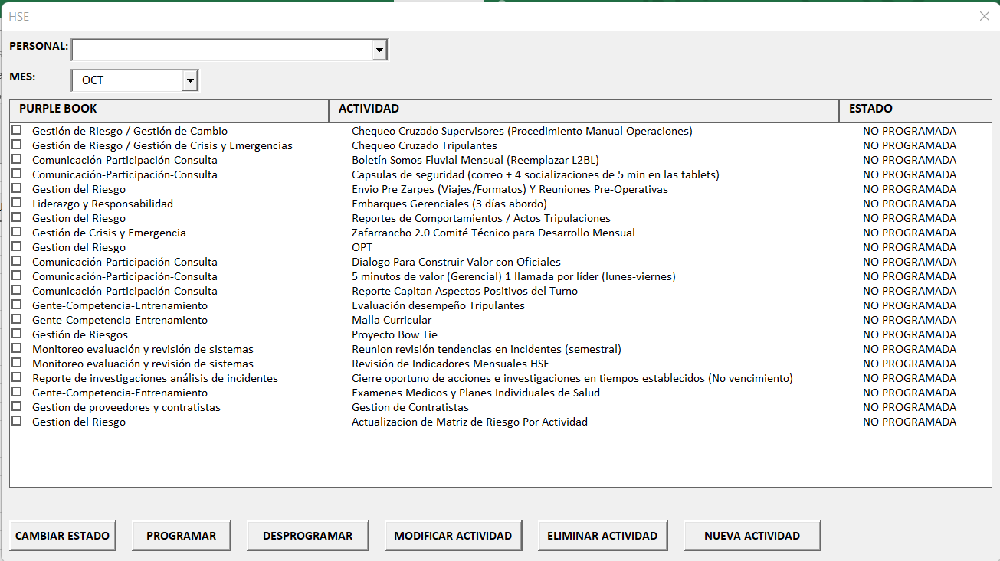 HSE
PERSONAL:
MES: OCT
PURPLE BOOK ACTIVIDAD ESTADO
Gestión de Riesgo / Gestión de Cambio Chequeo Cruzado Supervisores (Procedimiento Manual Operaciones) NO PROGRAMADA
Gestión de Riesgo / Gestión de Crisis y Emergencias Chequeo Cruzado Tripulantes NO PROGRAMADA
Comunicación-Participación-Consulta Boletín Somos Fluvial Mensual (Reemplazar L2BL) NO PROGRAMADA
Comunicación-Participación-Consulta Capsulas de seguridad (correo + 4 socializaciones de 5 min en las tablets) NO PROGRAMADA
Gestion del Riesgo Envio Pre Zarpes (Viajes/Formatos) Y Reuniones Pre-Operativas NO PROGRAMADA
Liderazgo y Responsabilidad Embarques Gerenciales (3 días abordo) NO PROGRAMADA
Gestion del Riesgo Reportes de Comportamientos / Actos Tripulaciones NO PROGRAMADA
Gestión de Crisis y Emergencia Zafarrancho 2.0 Comité Técnico para Desarrollo Mensual NO PROGRAMADA
Gestion del Riesgo OPT NO PROGRAMADA
Comunicación-Participación-Consulta Dialogo Para Construir Valor con Oficiales NO PROGRAMADA
Comunicación-Participación-Consulta 5 minutos de valor (Gerencial) 1 llamada por líder (lunes-viernes) NO PROGRAMADA
Comunicación-Participación-Consulta Reporte Capitan Aspectos Positivos del Turno NO PROGRAMADA
Gente-Competencia-Entrenamiento Evaluación desempeño Tripulantes NO PROGRAMADA
Gente-Competencia-Entrenamiento Malla Curricular NO PROGRAMADA
Gestión de Riesgos Proyecto Bow Tie NO PROGRAMADA
Monitoreo evaluación y revisión de sistemas Reunion revisión tendencias en incidentes (semestral) NO PROGRAMADA
Monitoreo evaluación y revisión de sistemas Revisión de Indicadores Mensuales HSE NO PROGRAMADA
Reporte de investigaciones análisis de incidentes Cierre oportuno de acciones e investigaciones en tiempos establecidos (No vencimiento) NO PROGRAMADA
Gente-Competencia-Entrenamiento Examenes Medicos y Planes Individuales de Salud NO PROGRAMADA
Gestion de proveedores y contratistas Gestion de Contratistas NO PROGRAMADA
Gestion del Riesgo Actualizacion de Matriz de Riesgo Por Actividad NO PROGRAMADA
CAMBIAR ESTADO PROGRAMAR DESPROGRAMAR MODIFICAR ACTIVIDAD ELIMINAR ACTIVIDAD NUEVA ACTIVIDAD